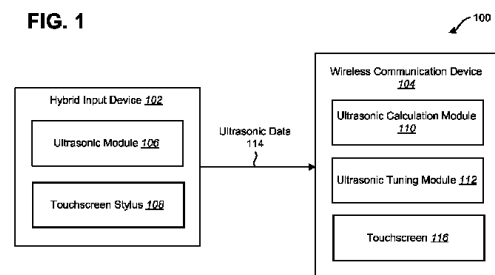 FIG. 1
100
Hybrid Input Device 102
Ultrasonic Module 106
Touchscreen Stylus 108
Ultrasonic Data
114
Wireless Communication Device
104
Ultrasonic Calculation Module
110
Ultrasonic Tuning Module 112
Touchscreen 116